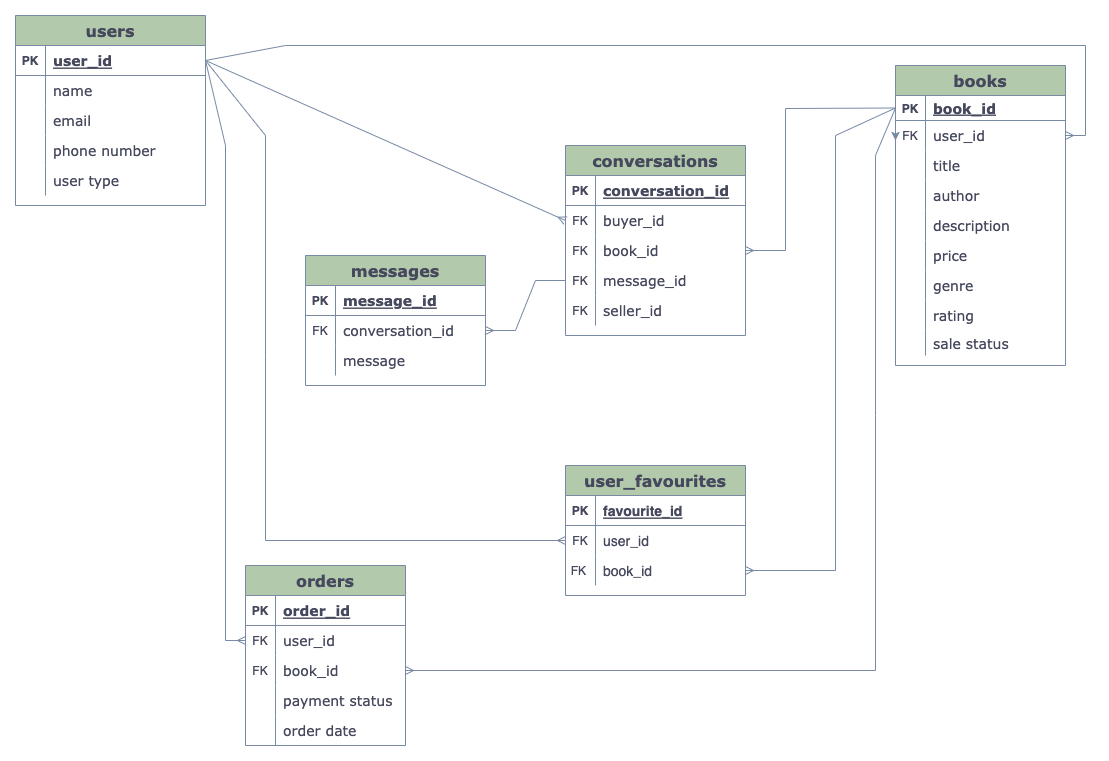 users
PK user_id
name
email
phone number
user type
books
PK book_id
FK user_id
title
author
description
price
genre
rating
sale status
conversations
PK conversation_id
FK buyer_id
FK book_id
FK message_id
FK seller_id
messages
PK message_id
FK conversation_id
message
user_favourites
PK favourite_id
FK user_id
FK book_id
orders
PK order_id
FK user_id
FK book_id
payment status
order date